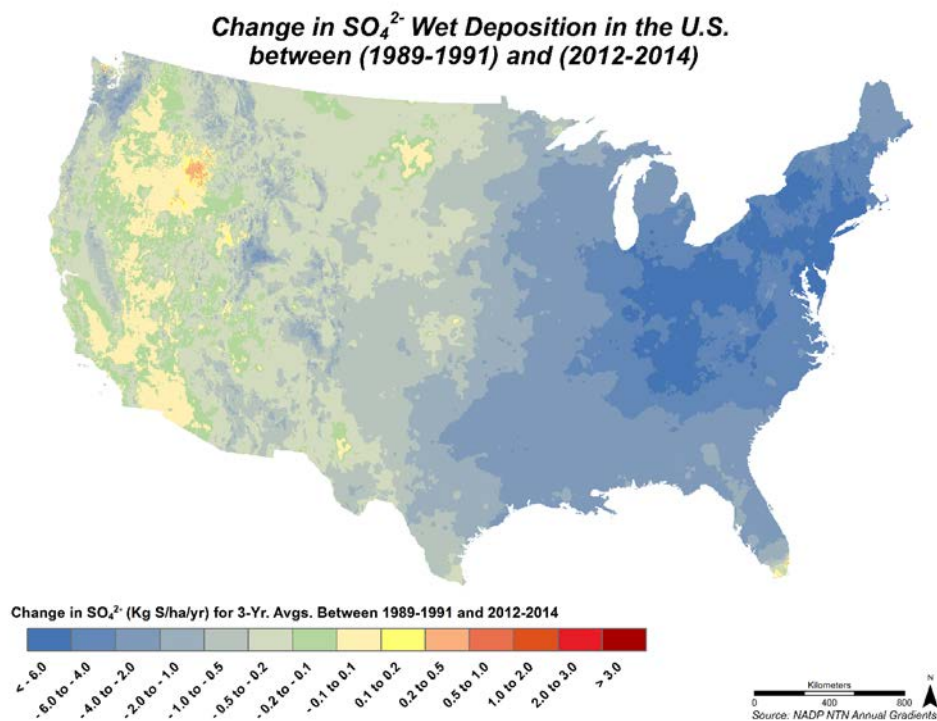 Change in SO₄²⁻ Wet Deposition in the U.S.
between (1989-1991) and (2012-2014)
Change in SO₄²⁻ (Kg S/ha/yr) for 3-Yr. Avgs. Between 1989-1991 and 2012-2014
< - 6.0
- 6.0 to - 4.0
- 4.0 to - 2.0
- 2.0 to - 1.0
- 1.0 to - 0.5
- 0.5 to - 0.2
- 0.2 to - 0.1
- 0.1 to 0.1
0.1 to 0.2
0.2 to 0.5
0.5 to 1.0
1.0 to 2.0
2.0 to 3.0
> 3.0
N
Kilometers
0 400 800
Source: NADP NTN Annual Gradients